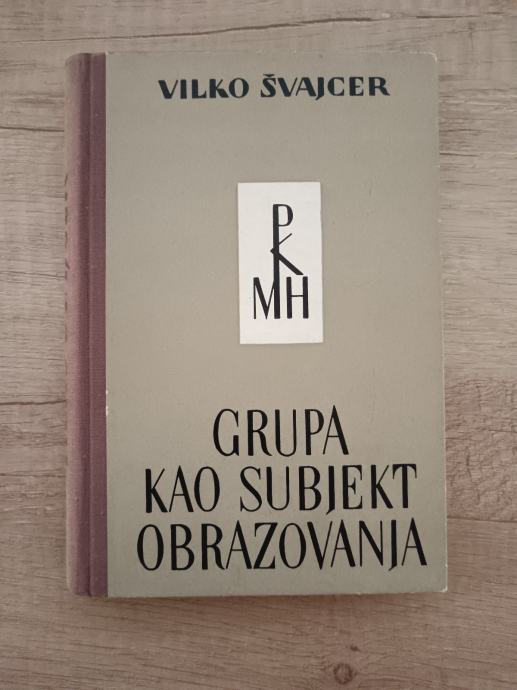 VILKO ŠVAJCER
P
K
MH
GRUPA
KAO SUBJEKT
OBRAZOVANJA